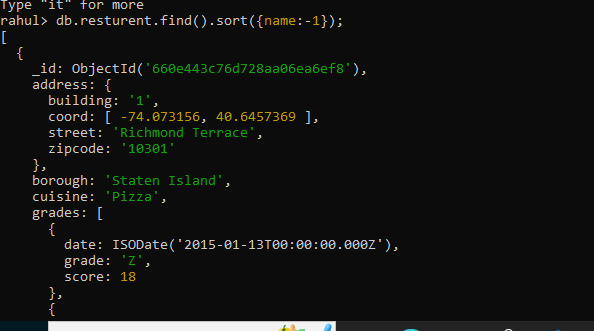 Type "it" for more
rahul> db.resturent.find().sort({name:-1});
[
  {
    _id: ObjectId('660e443c76d728aa06ea6ef8'),
    address: {
      building: '1',
      coord: [ -74.073156, 40.6457369 ],
      street: 'Richmond Terrace',
      zipcode: '10301'
    },
    borough: 'Staten Island',
    cuisine: 'Pizza',
    grades: [
      {
        date: ISODate('2015-01-13T00:00:00.000Z'),
        grade: 'Z',
        score: 18
      },
      {